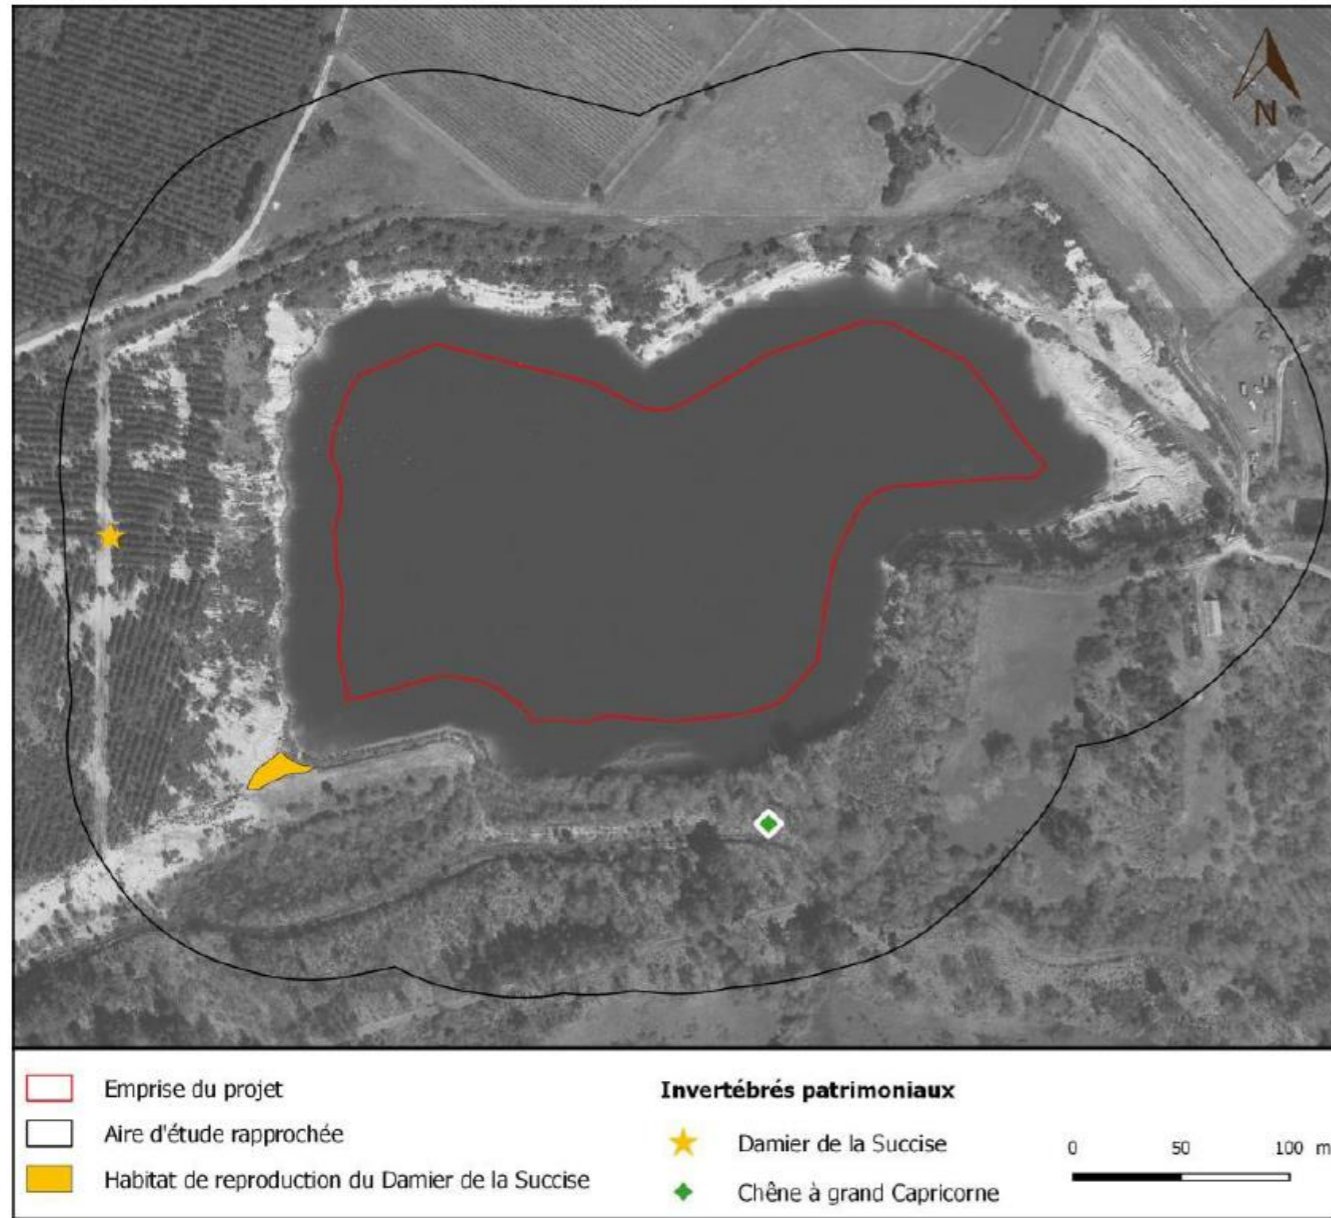 N
Emprise du projet
Aire d'étude rapprochée
Habitat de reproduction du Damier de la Succise
Invertébrés patrimoniaux
Damier de la Succise
Chêne à grand Capricorne
0 50 100 m